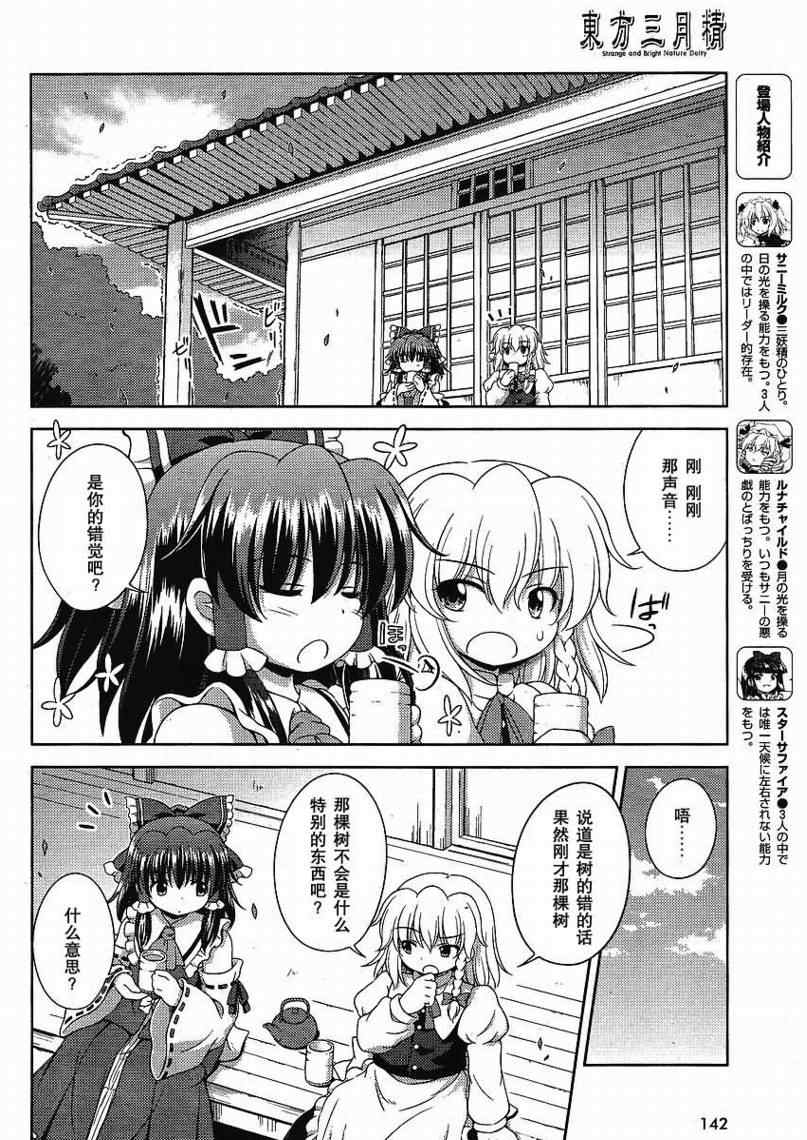 東方三月精
Strange and Bright Nature Deity
登場人物紹介
サニーミルク●三妖精のひとり。
日の光を操る能力をもつ。3人
の中ではリーダー的存在。
ルナチャイルド●月の光を操る
能力をもつ。いつもサニーの悪
戯のとばっちりを受ける。
スターサファイア●3人の中で
は唯一天候に左右されない能力
をもつ。
ドドン
刚 刚刚
那声音……
ばっ
是你的错觉吧？
ほっ
唔……
说道是树的错的话
果然刚才那棵树
那棵树不会是什么
特别的东西吧？
什么意思？
142